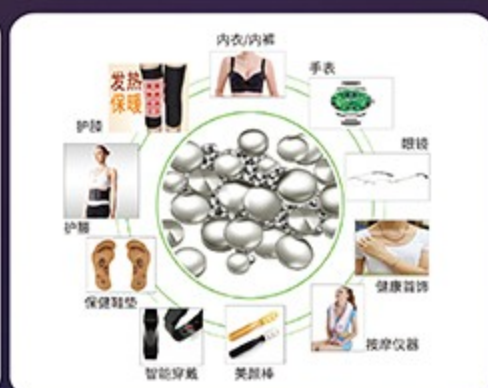 内衣/内裤
手表
发热
保暖
护膝
眼镜
护腰
健康首饰
保健鞋垫
按摩仪器
智能穿戴
美颜棒